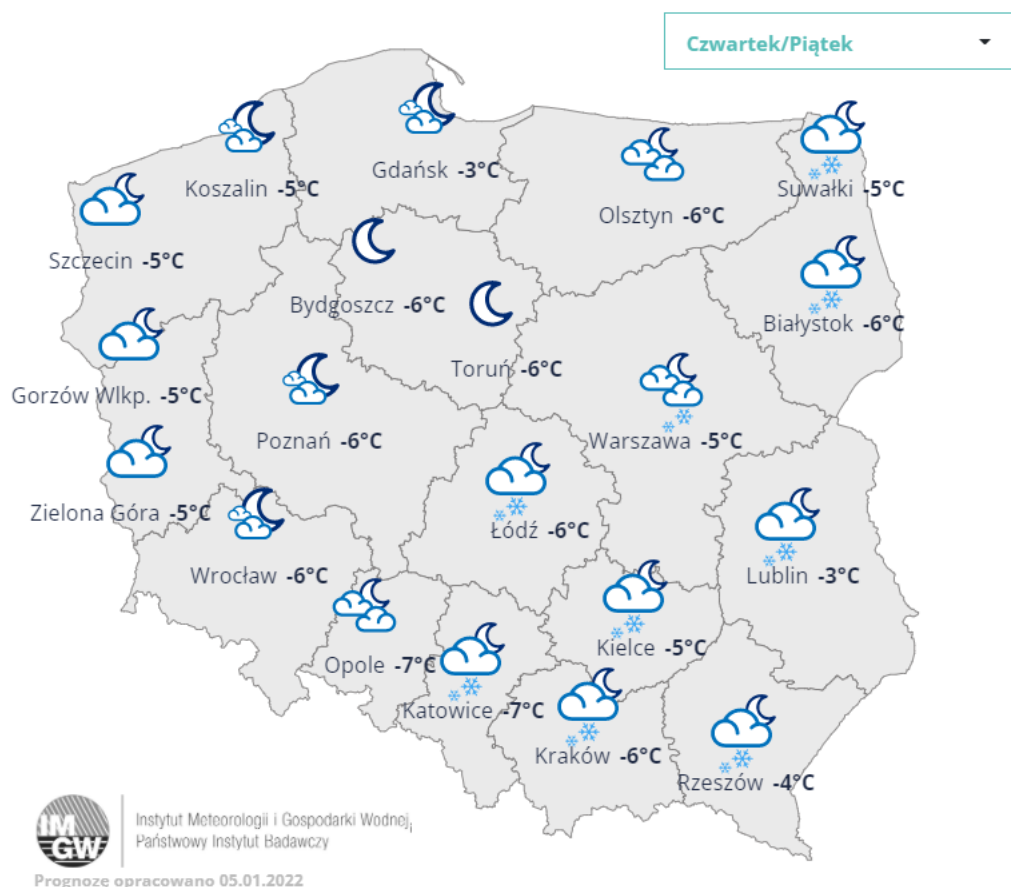 Czwartek/Piątek
Gdańsk -3°C
Koszalin -5°C
Suwałki -5°C
Olsztyn -6°C
Szczecin -5°C
Bydgoszcz -6°C
Białystok -6°C
Toruń -6°C
Gorzów Wlkp. -5°C
Poznań -6°C
Warszawa -5°C
Zielona Góra -5°C
Łódź -6°C
Wrocław -6°C
Lublin -3°C
Kielce -5°C
Opole -7°C
Katowice -7°C
Kraków -6°C
Rzeszów -4°C
IM
GW
Instytut Meteorologii i Gospodarki Wodnej,
Państwowy Instytut Badawczy
Prognozę opracowano 05.01.2022